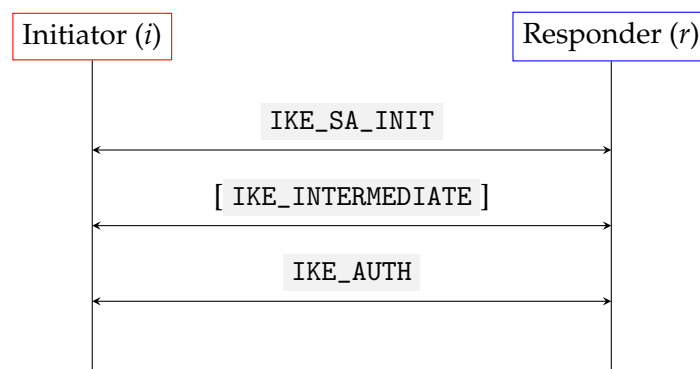 Initiator (i)
Responder (r)
IKE_SA_INIT
[ IKE_INTERMEDIATE ]
IKE_AUTH